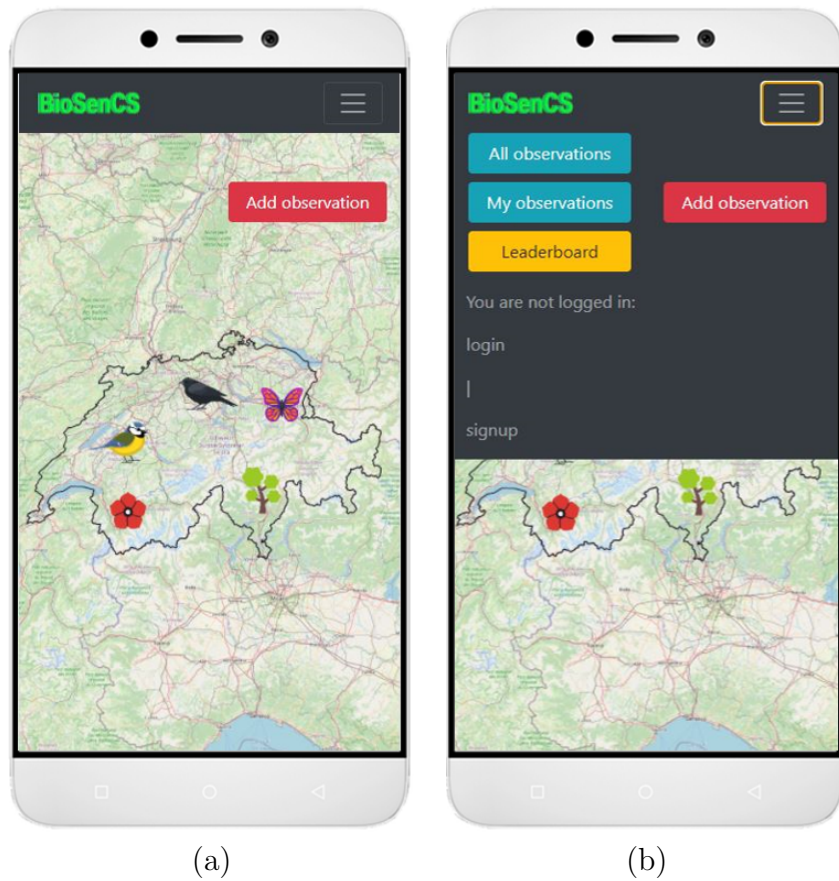 BioSenCS
Add observation
BioSenCS
All observations
My observations
Add observation
Leaderboard
You are not logged in:
login
|
signup
(a)
(b)